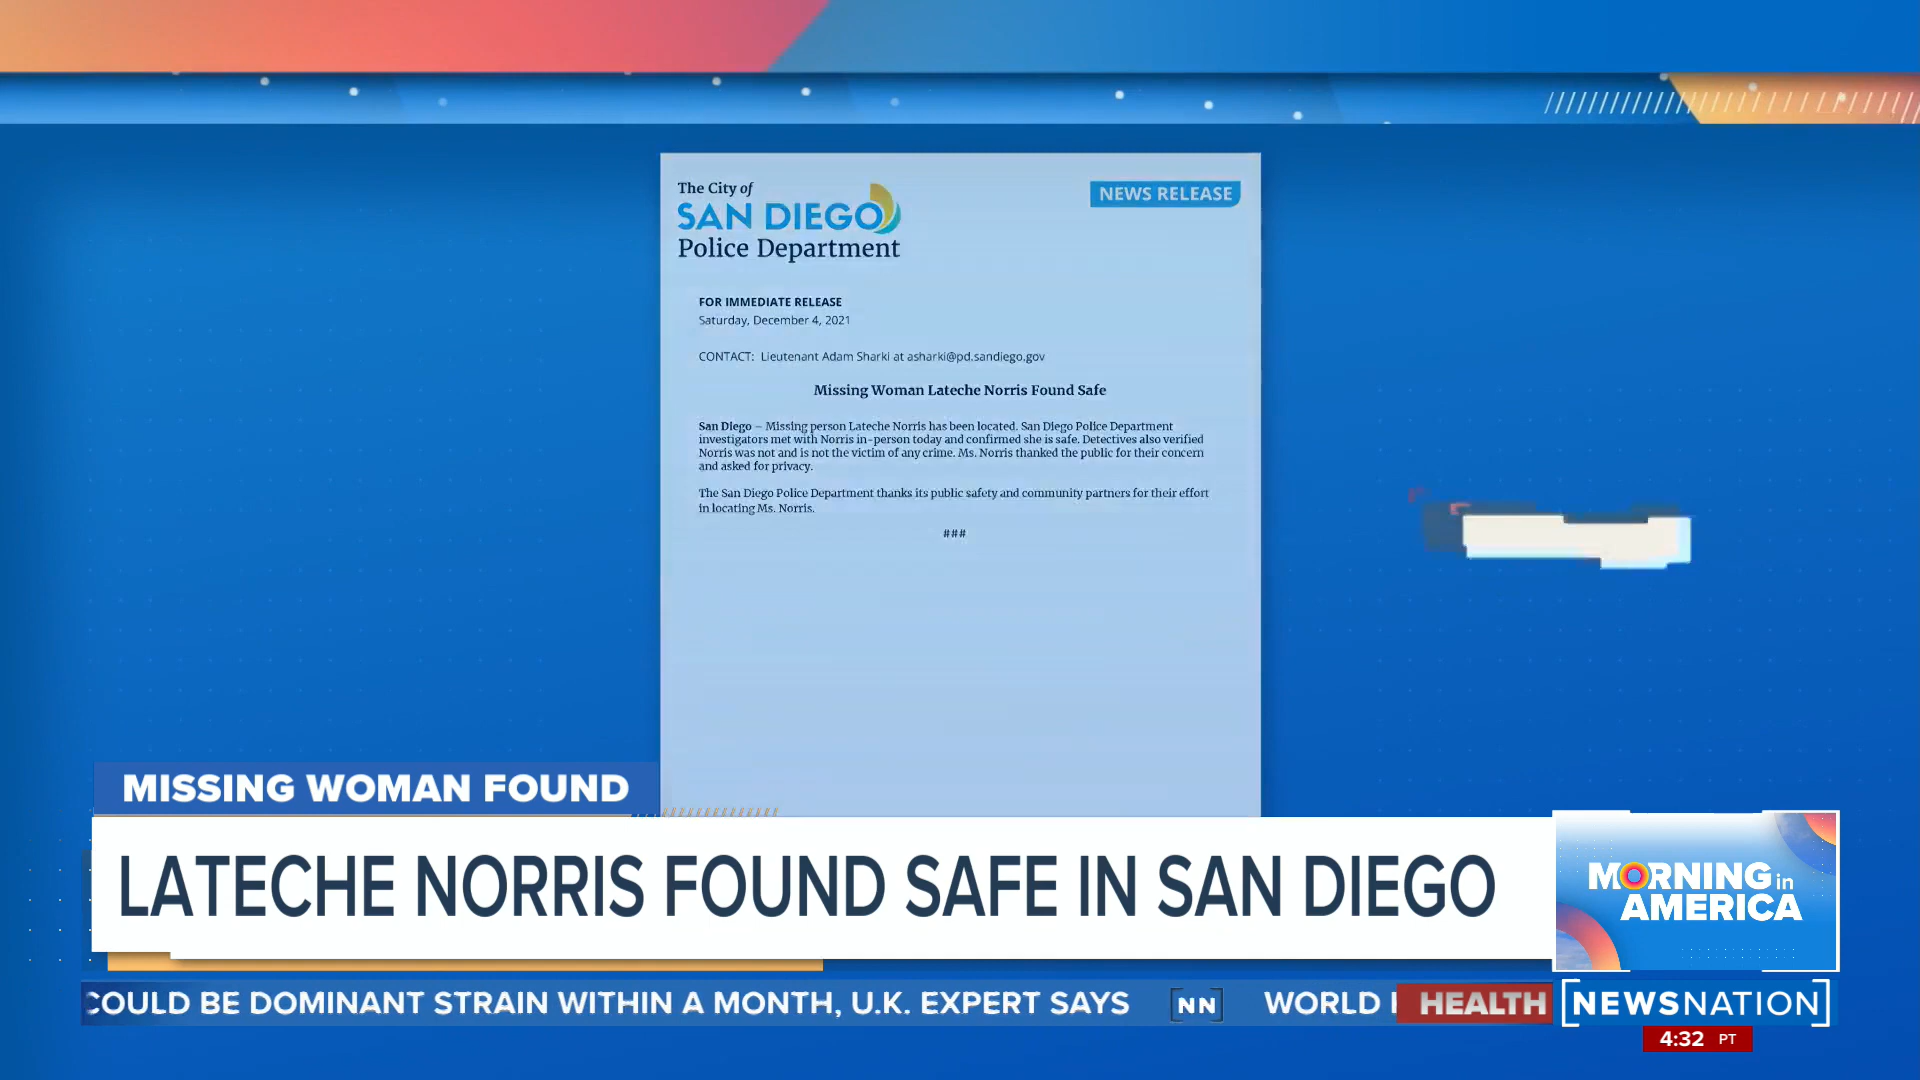 The City of
SAN DIEGO
Police Department
NEWS RELEASE
FOR IMMEDIATE RELEASE
Saturday, December 4, 2021
CONTACT: Lieutenant Adam Sharki at asharki@pd.sandiego.gov
Missing Woman Lateche Norris Found Safe
San Diego – Missing person Lateche Norris has been located. San Diego Police Department
investigators met with Norris in-person today and confirmed she is safe. Detectives also verified
Norris was not and is not the victim of any crime. Ms. Norris thanked the public for their concern
and asked for privacy.
The San Diego Police Department thanks its public safety and community partners for their effort
in locating Ms. Norris.
###
MISSING WOMAN FOUND
LATECHE NORRIS FOUND SAFE IN SAN DIEGO
MORNING in
AMERICA
COULD BE DOMINANT STRAIN WITHIN A MONTH, U.K. EXPERT SAYS [NN] WORLD HEALTH [NEWSNATION]
4:32 PT